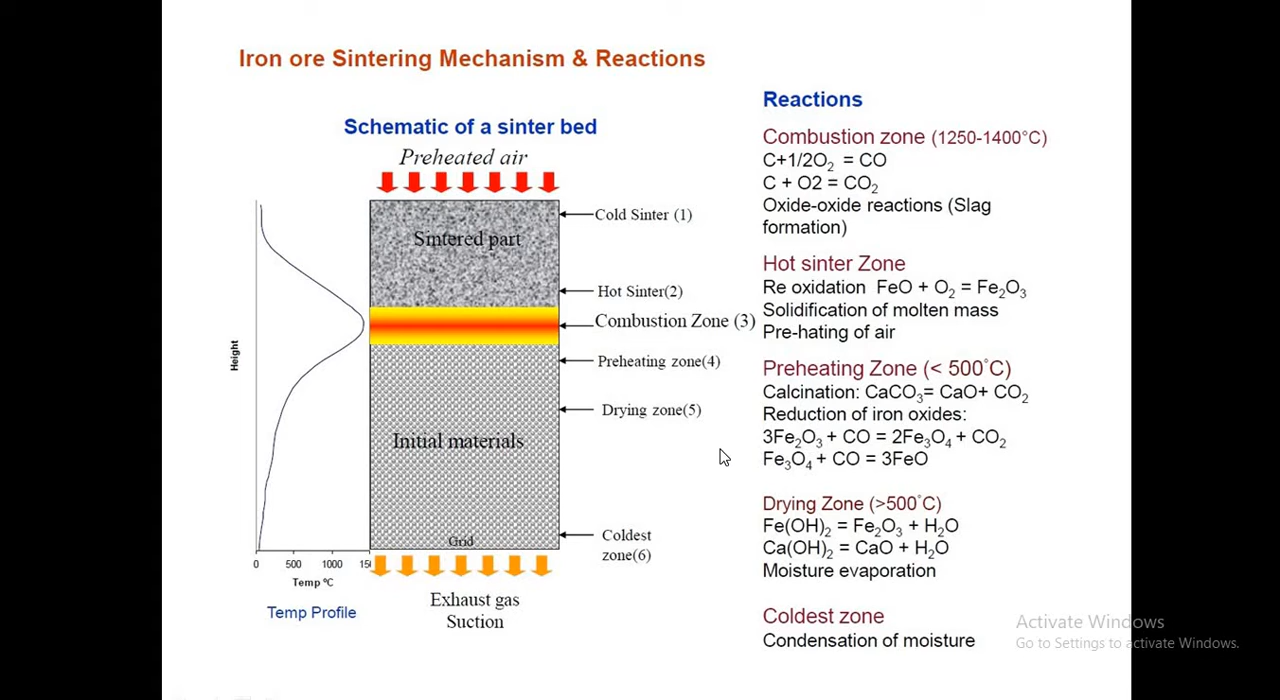 Iron ore Sintering Mechanism & Reactions
Schematic of a sinter bed
Preheated air
Sintered part
Initial materials
Grid
Cold Sinter (1)
Hot Sinter(2)
Combustion Zone (3)
Preheating zone(4)
Drying zone(5)
Coldest
zone(6)
Exhaust gas
Suction
Height
0 500 1000
Temp ºC
Temp Profile
Reactions
Combustion zone (1250-1400°C)
C+1/2O₂ = CO
C + O2 = CO₂
Oxide-oxide reactions (Slag
formation)
Hot sinter Zone
Re oxidation FeO + O₂ = Fe₂O₃
Solidification of molten mass
Pre-hating of air
Preheating Zone (< 500°C)
Calcination: CaCO₃= CaO+ CO₂
Reduction of iron oxides:
3Fe₂O₃ + CO = 2Fe₃O₄ + CO₂
Fe₃O₄ + CO = 3FeO
Drying Zone (>500°C)
Fe(OH)₂ = Fe₂O₃ + H₂O
Ca(OH)₂ = CaO + H₂O
Moisture evaporation
Coldest zone
Condensation of moisture
Activate Windows
Go to Settings to activate Windows.